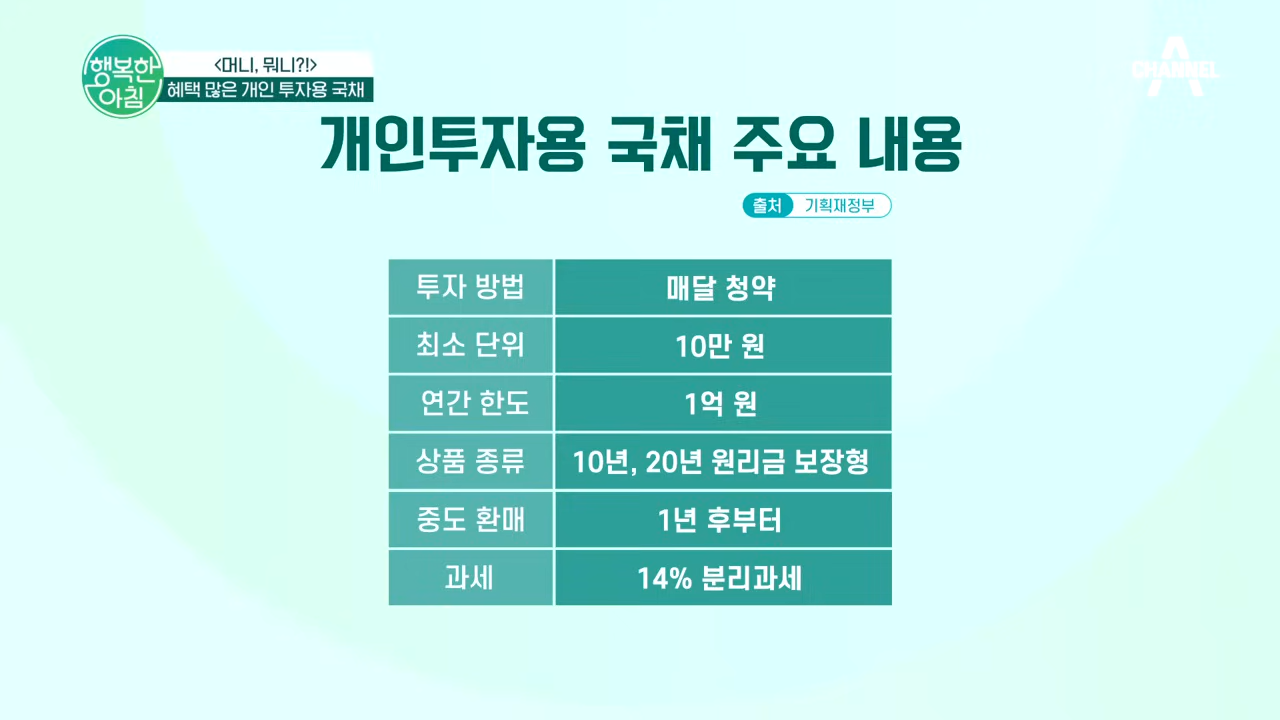 행복한
아침
<머니, 뭐니?!>
혜택 많은 개인 투자용 국채
CHANNEL A
개인투자용 국채 주요 내용
출처 기획재정부
투자 방법 매달 청약
최소 단위 10만 원
연간 한도 1억 원
상품 종류 10년, 20년 원리금 보장형
중도 환매 1년 후부터
과세 14% 분리과세